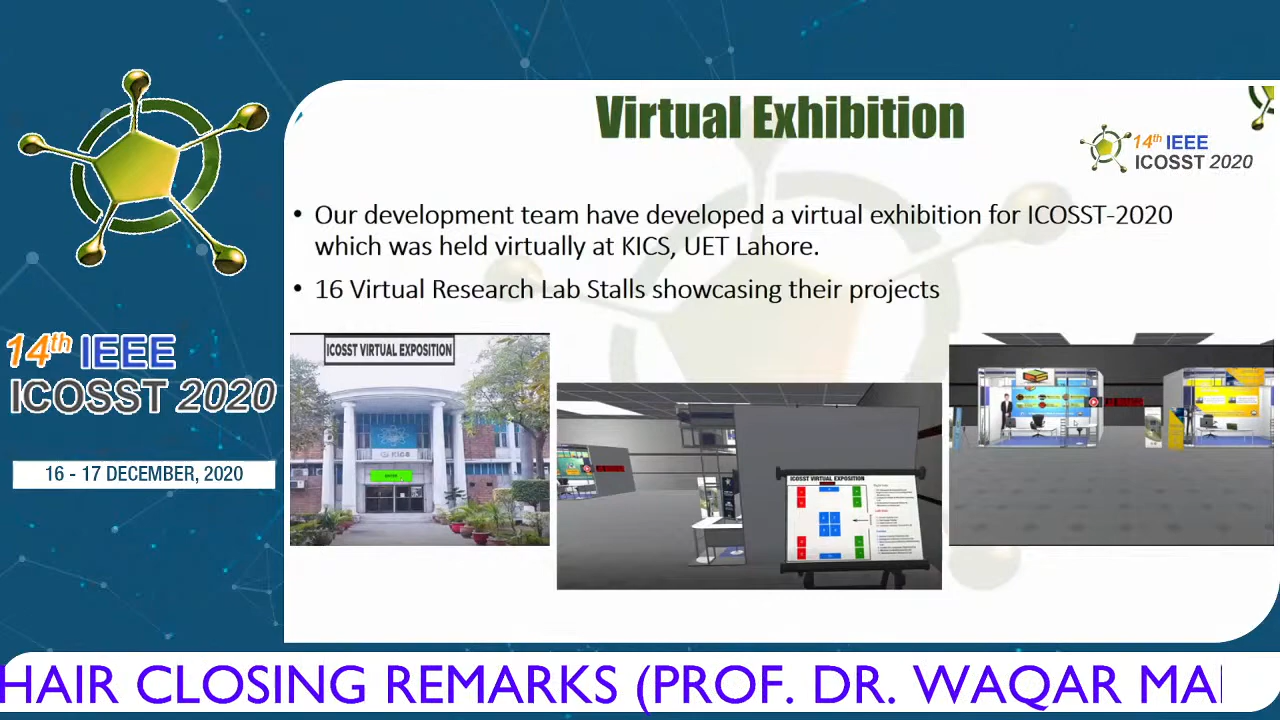 Virtual Exhibition
14th IEEE
ICOSST 2020
• Our development team have developed a virtual exhibition for ICOSST-2020
which was held virtually at KICS, UET Lahore.
• 16 Virtual Research Lab Stalls showcasing their projects
ICOSST VIRTUAL EXPOSITION
KICS
ICOSST VIRTUAL EXPOSITION
14th IEEE
ICOSST 2020
16 - 17 DECEMBER, 2020
HAIR CLOSING REMARKS (PROF. DR. WAQAR MA